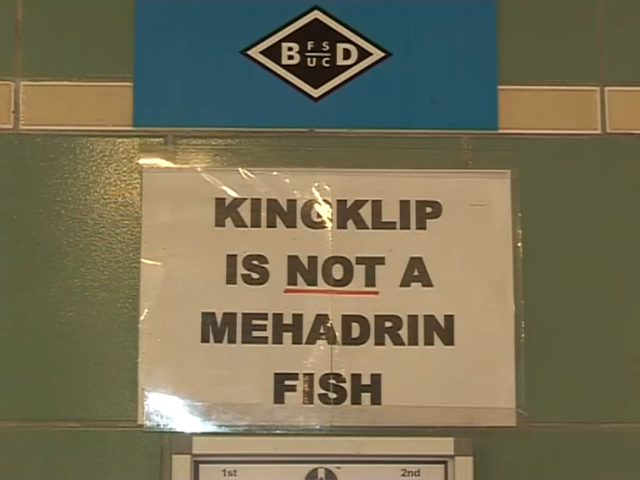 B FS UC D
KINGKLIP
IS NOT A
MEHADRIN
FISH
1st 2nd